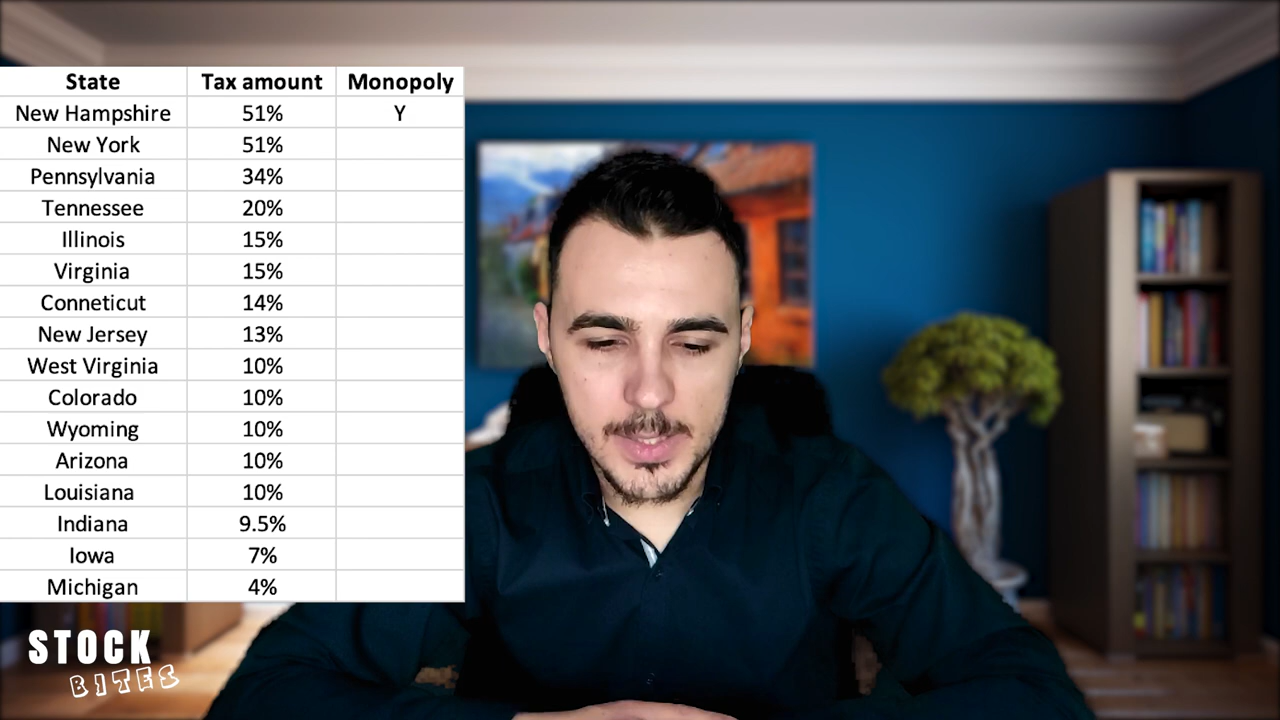 State Tax amount Monopoly
New Hampshire 51% Y
New York 51%
Pennsylvania 34%
Tennessee 20%
Illinois 15%
Virginia 15%
Conneticut 14%
New Jersey 13%
West Virginia 10%
Colorado 10%
Wyoming 10%
Arizona 10%
Louisiana 10%
Indiana 9.5%
Iowa 7%
Michigan 4%
STOCK
BITES